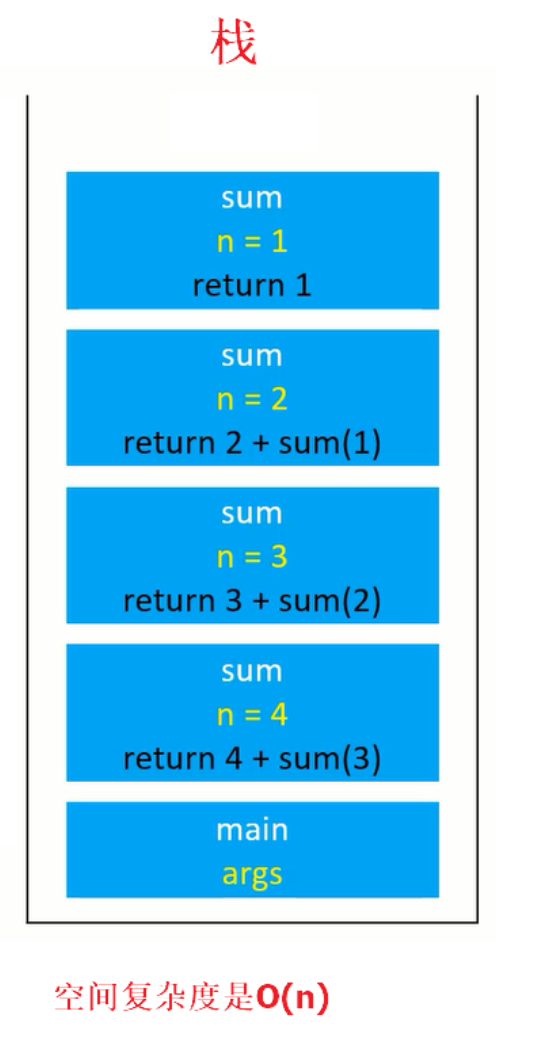 栈
sum
n = 1
return 1
sum
n = 2
return 2 + sum(1)
sum
n = 3
return 3 + sum(2)
sum
n = 4
return 4 + sum(3)
main
args
空间复杂度是O(n)